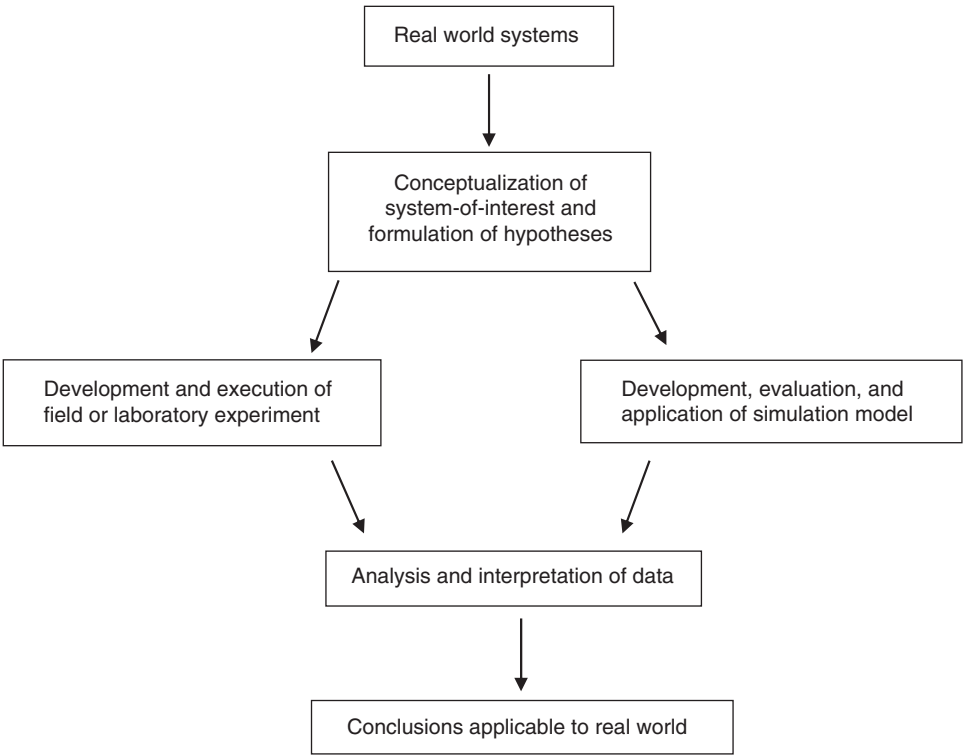 Real world systems
Conceptualization of
system-of-interest and
formulation of hypotheses
Development and execution of
field or laboratory experiment
Development, evaluation, and
application of simulation model
Analysis and interpretation of data
Conclusions applicable to real world